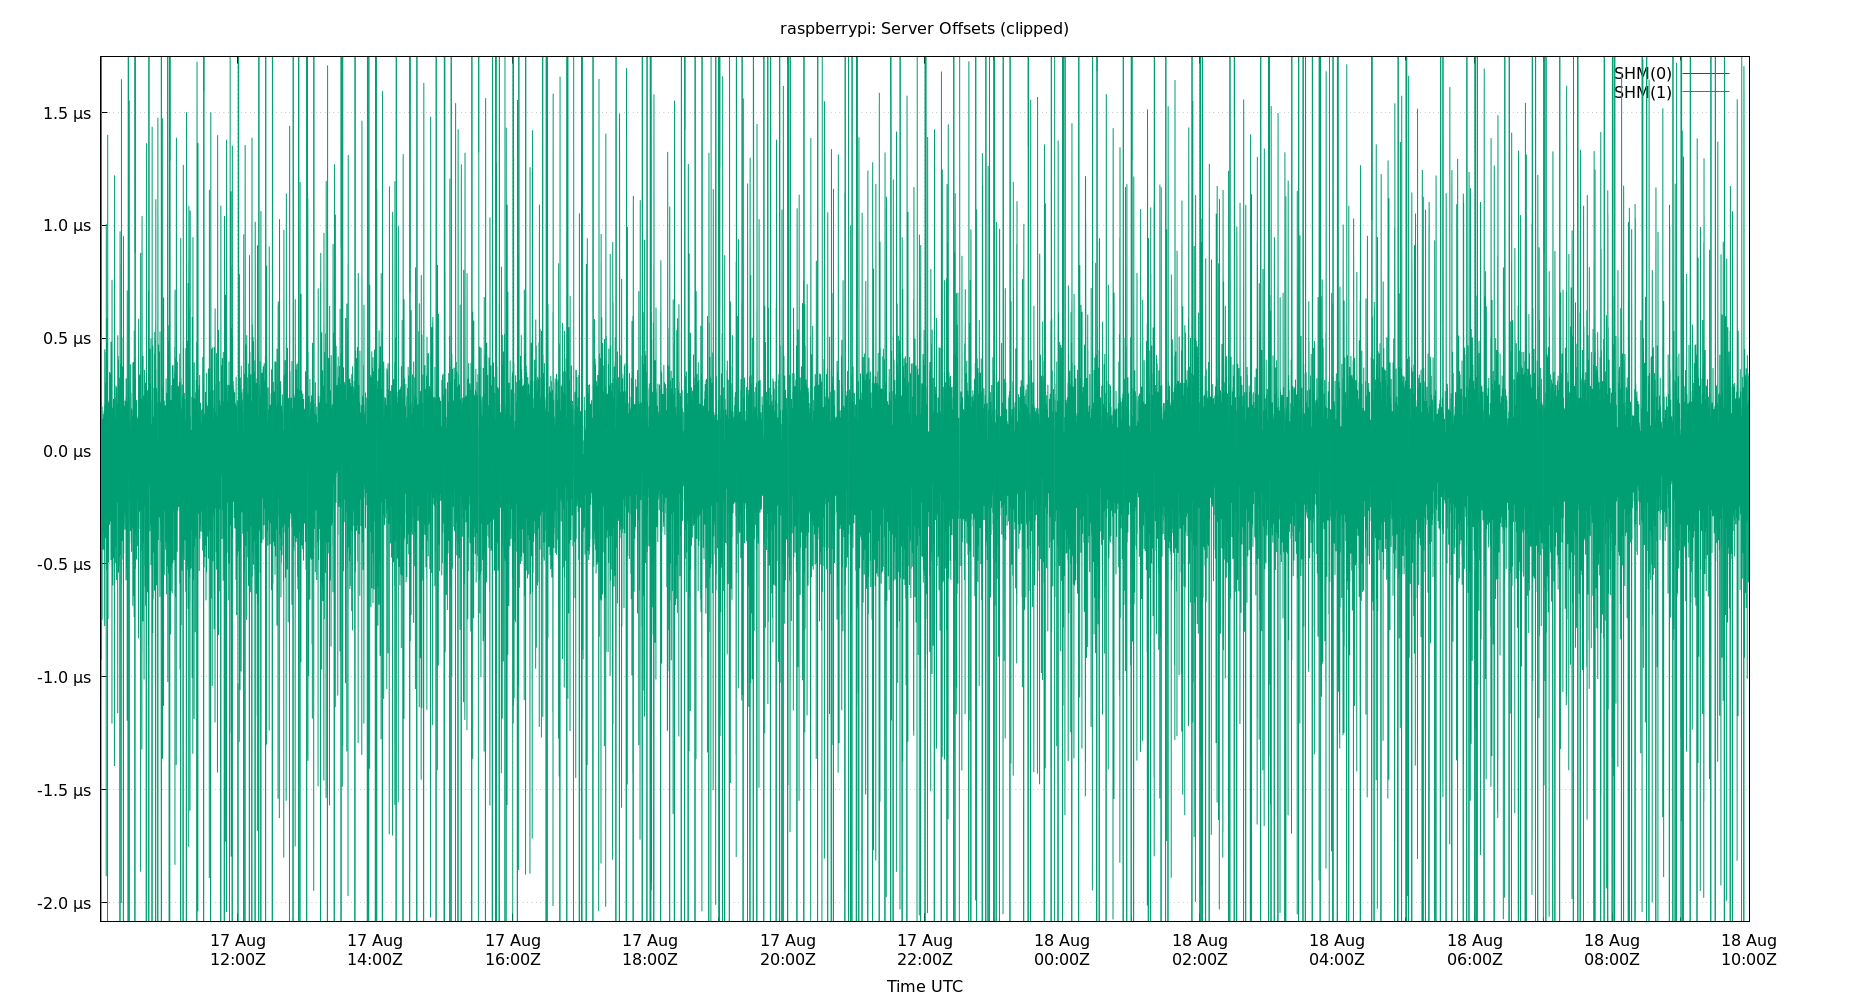 raspberrypi: Server Offsets (clipped)
SHM(0)
SHM(1)
1.5 µs
1.0 µs
0.5 µs
0.0 µs
-0.5 µs
-1.0 µs
-1.5 µs
-2.0 µs
17 Aug 17 Aug 17 Aug 17 Aug 17 Aug 17 Aug 18 Aug 18 Aug 18 Aug 18 Aug 18 Aug 18 Aug
12:00Z 14:00Z 16:00Z 18:00Z 20:00Z 22:00Z 00:00Z 02:00Z 04:00Z 06:00Z 08:00Z 10:00Z
Time UTC